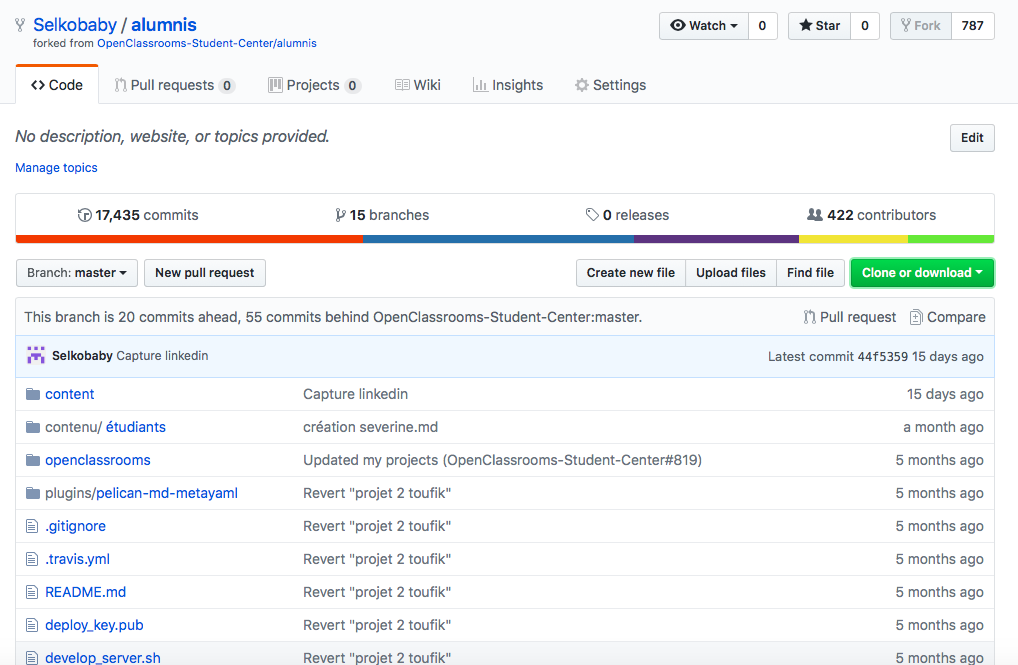 Selkobaby / alumnis Watch 0 Star 0 Fork 787
forked from OpenClassrooms-Student-Center/alumnis
Code Pull requests 0 Projects 0 Wiki Insights Settings
No description, website, or topics provided. Edit
Manage topics
17,435 commits 15 branches 0 releases 422 contributors
Branch: master New pull request Create new file Upload files Find file Clone or download
This branch is 20 commits ahead, 55 commits behind OpenClassrooms-Student-Center:master. Pull request Compare
Selkobaby Capture linkedin Latest commit 44f5359 15 days ago
content Capture linkedin 15 days ago
contenu/ étudiants création severine.md a month ago
openclassrooms Updated my projects (OpenClassrooms-Student-Center#819) 5 months ago
plugins/pelican-md-metayaml Revert "projet 2 toufik" 5 months ago
.gitignore Revert "projet 2 toufik" 5 months ago
.travis.yml Revert "projet 2 toufik" 5 months ago
README.md Revert "projet 2 toufik" 5 months ago
deploy_key.pub Revert "projet 2 toufik" 5 months ago
develop_server.sh Revert "projet 2 toufik" 5 months ago